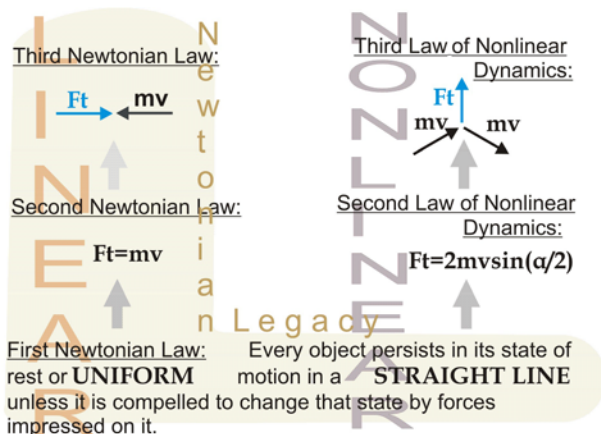 LINEAR
Newtonian
Legacy
NONLINEAR
Third Newtonian Law:
Ft
mv
Second Newtonian Law:
Ft=mv
Third Law of Nonlinear
Dynamics:
Ft
mv
mv
Second Law of Nonlinear
Dynamics:
Ft=2mvsin(α/2)
First Newtonian Law: Every object persists in its state of
rest or UNIFORM motion in a STRAIGHT LINE
unless it is compelled to change that state by forces
impressed on it.